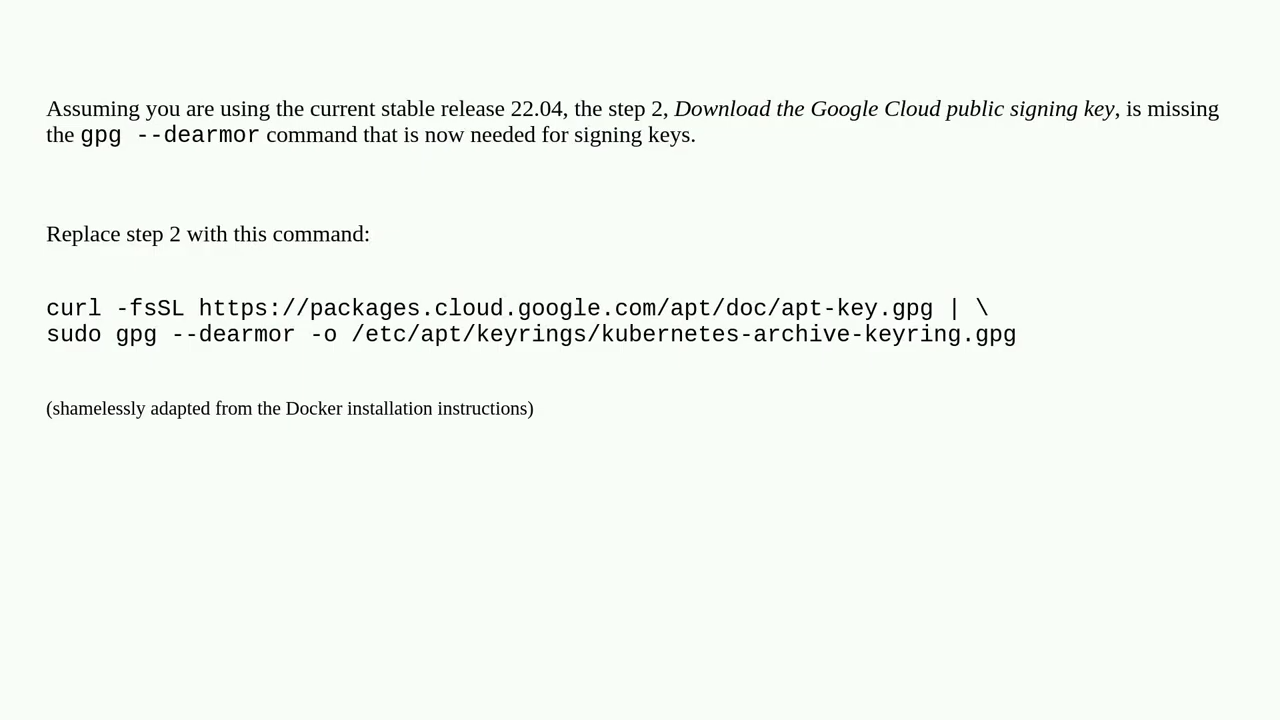 Assuming you are using the current stable release 22.04, the step 2, Download the Google Cloud public signing key, is missing
the gpg --dearmor command that is now needed for signing keys.
Replace step 2 with this command:
curl -fsSL https://packages.cloud.google.com/apt/doc/apt-key.gpg | \
sudo gpg --dearmor -o /etc/apt/keyrings/kubernetes-archive-keyring.gpg
(shamelessly adapted from the Docker installation instructions)